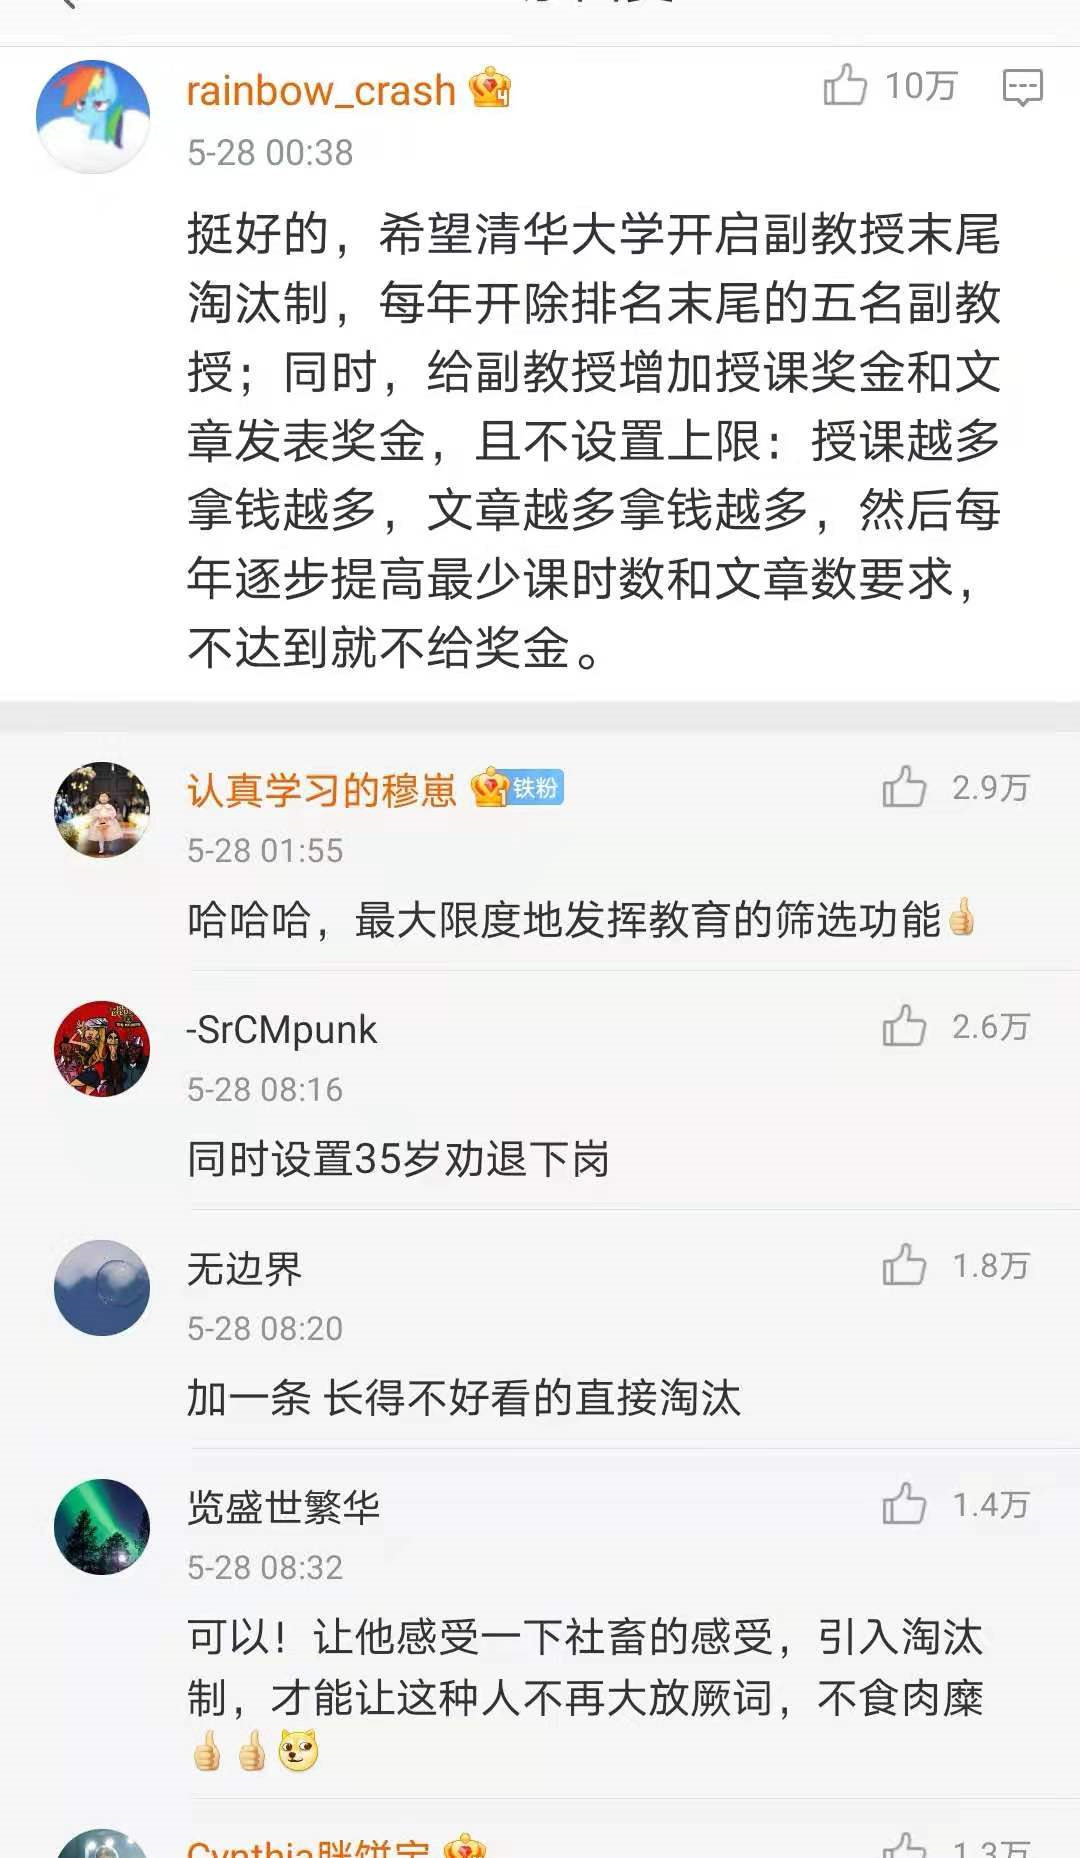 rainbow_crash 4
10万
5-28 00:38
挺好的，希望清华大学开启副教授末尾
淘汰制，每年开除排名末尾的五名副教
授；同时，给副教授增加授课奖金和文
章发表奖金，且不设置上限：授课越多
拿钱越多，文章越多拿钱越多，然后每
年逐步提高最少课时数和文章数要求，
不达到就不给奖金。
认真学习的穆崽 铁粉
2.9万
5-28 01:55
哈哈哈，最大限度地发挥教育的筛选功能👍
-SrCMpunk
2.6万
5-28 08:16
同时设置35岁劝退下岗
无边界
1.8万
5-28 08:20
加一条 长得不好看的直接淘汰
览盛世繁华
1.4万
5-28 08:32
可以！让他感受一下社畜的感受，引入淘汰
制，才能让这种人不再大放厥词，不食肉糜
👍👍
Cynthia胖饼宝
1.3万